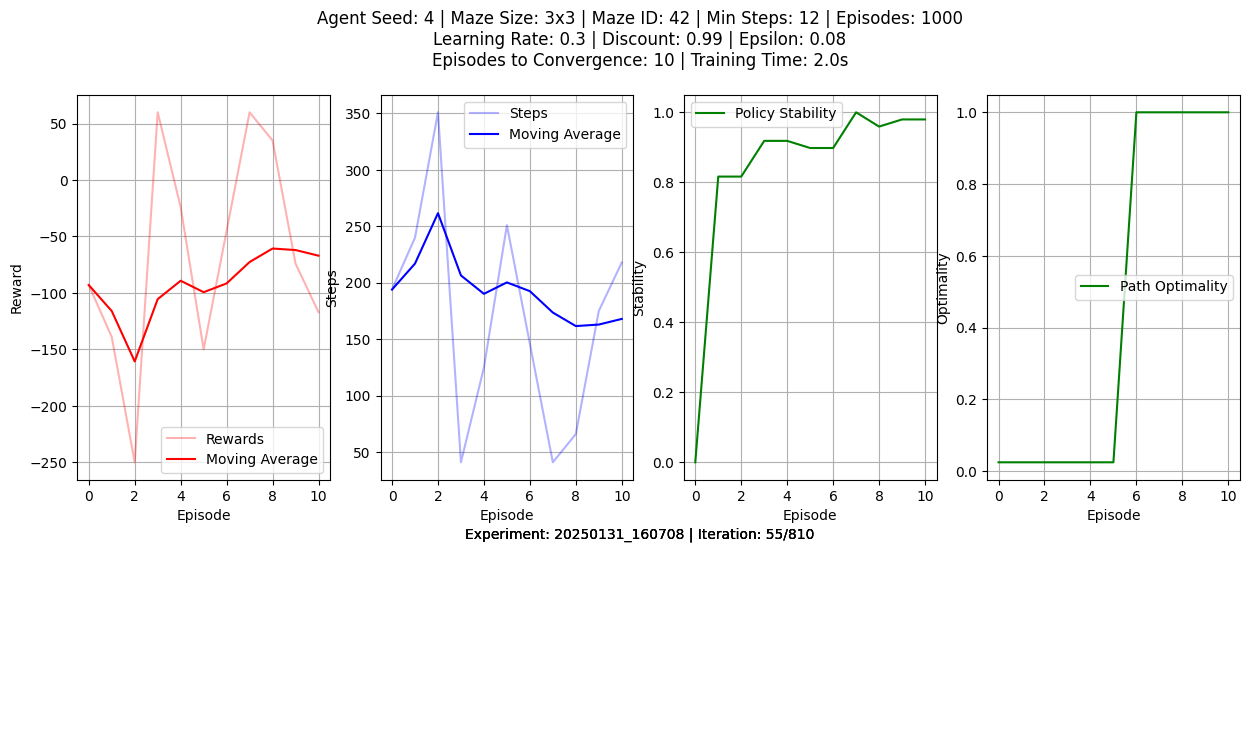 Agent Seed: 4 | Maze Size: 3x3 | Maze ID: 42 | Min Steps: 12 | Episodes: 1000
Learning Rate: 0.3 | Discount: 0.99 | Epsilon: 0.08
Episodes to Convergence: 10 | Training Time: 2.0s
Reward
50
0
−50
−100
−150
−200
−250
Rewards
Moving Average
0 2 4 6 8 10
Episode
Steps
350
300
250
200
150
100
50
Steps
Moving Average
0 2 4 6 8 10
Episode
Stability
1.0
0.8
0.6
0.4
0.2
0.0
Policy Stability
0 2 4 6 8 10
Episode
Optimality
1.0
0.8
0.6
0.4
0.2
0.0
Path Optimality
0 2 4 6 8 10
Episode
Experiment: 20250131_160708 | Iteration: 55/810